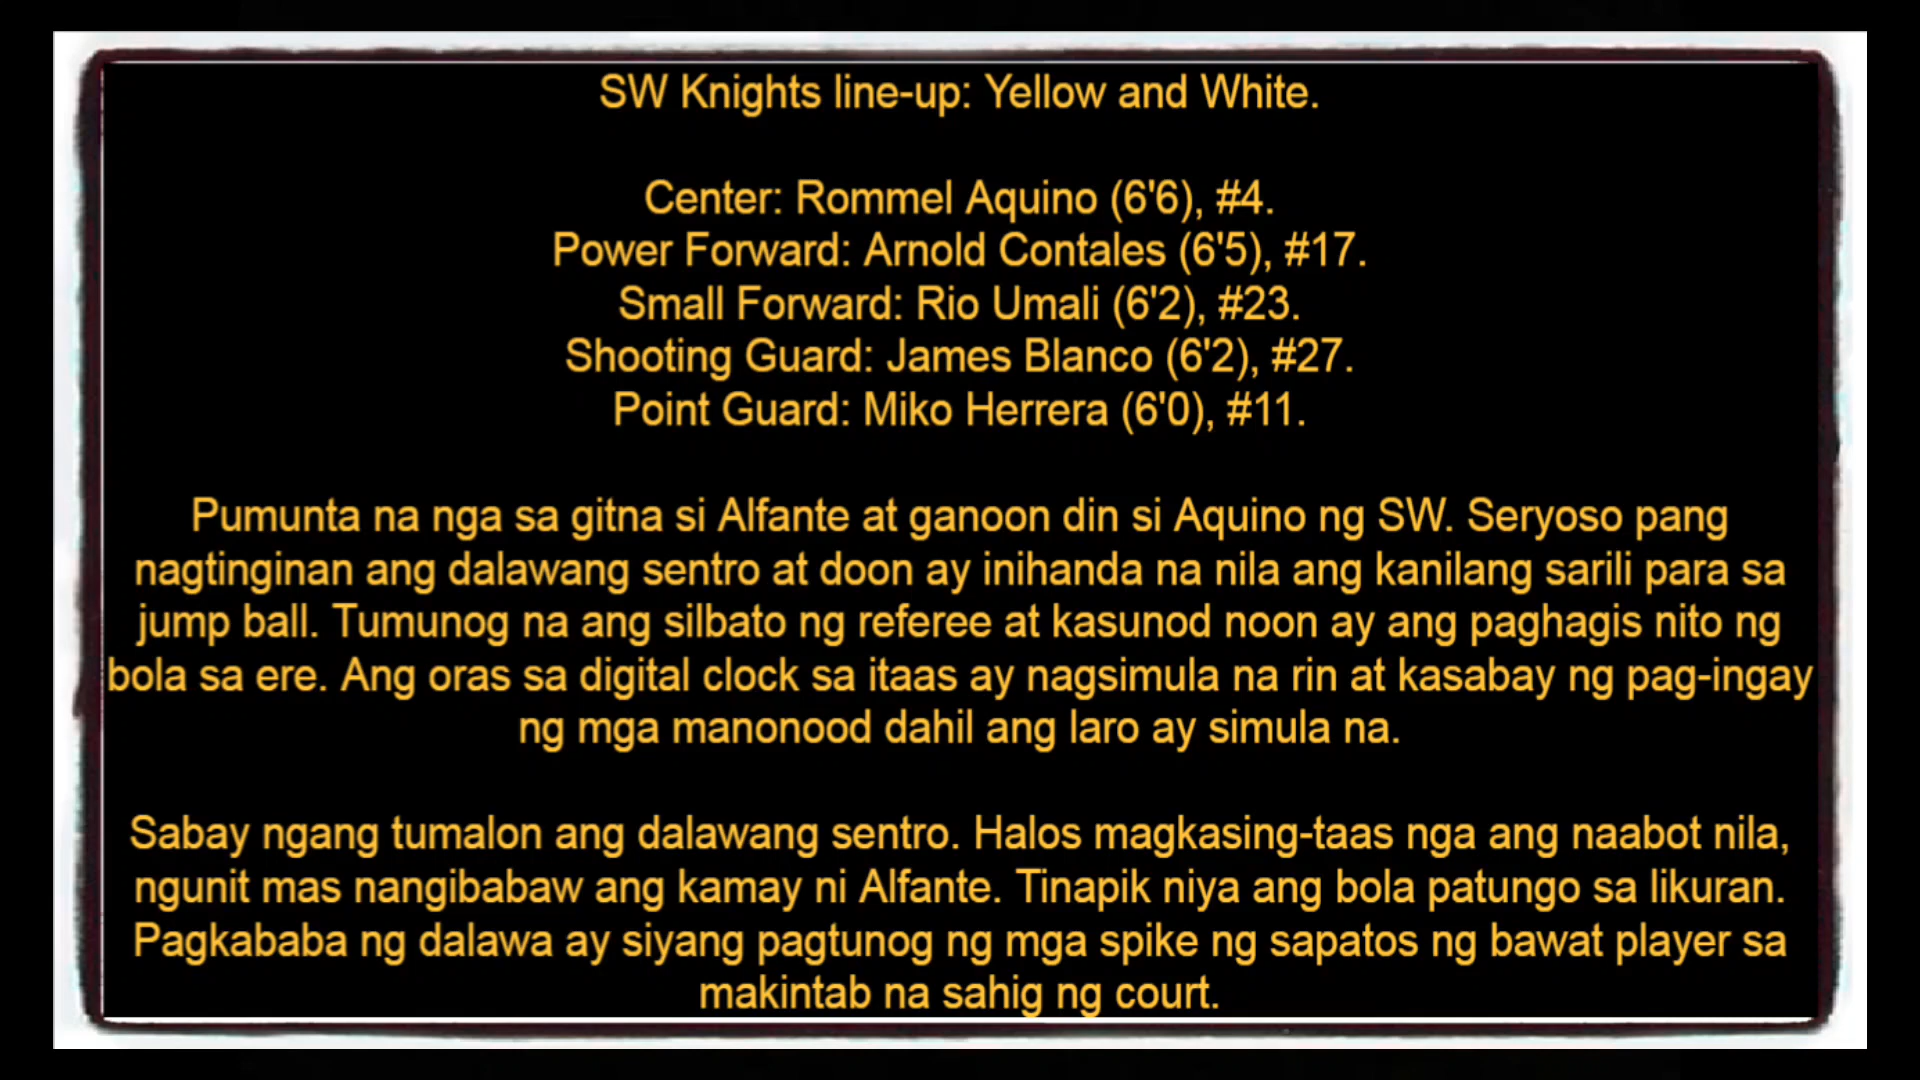 SW Knights line-up: Yellow and White.
Center: Rommel Aquino (6'6), #4.
Power Forward: Arnold Contales (6'5), #17.
Small Forward: Rio Umali (6'2), #23.
Shooting Guard: James Blanco (6'2), #27.
Point Guard: Miko Herrera (6'0), #11.
Pumunta na nga sa gitna si Alfante at ganoon din si Aquino ng SW. Seryoso pang
nagtinginan ang dalawang sentro at doon ay inihanda na nila ang kanilang sarili para sa
jump ball. Tumunog na ang silbato ng referee at kasunod noon ay ang paghagis nito ng
bola sa ere. Ang oras sa digital clock sa itaas ay nagsimula na rin at kasabay ng pag-ingay
ng mga manonood dahil ang laro ay simula na.
Sabay ngang tumalon ang dalawang sentro. Halos magkasing-taas nga ang naabot nila,
ngunit mas nangibabaw ang kamay ni Alfante. Tinapik niya ang bola patungo sa likuran.
Pagkababa ng dalawa ay siyang pagtunog ng mga spike ng sapatos ng bawat player sa
makintab na sahig ng court.